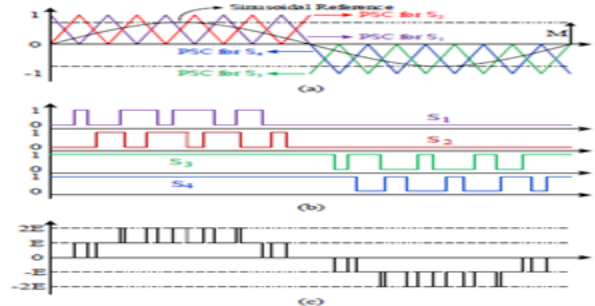 Sinusoidal Reference
1
PSC for S₂
M
0
PSC for S₁
PSC for S₄
-1
PSC for S₃
(a)
1
0
S₁
1
0
S₂
1
0
S₃
1
0
S₄
(b)
2E
E
0
-E
-2E
(c)